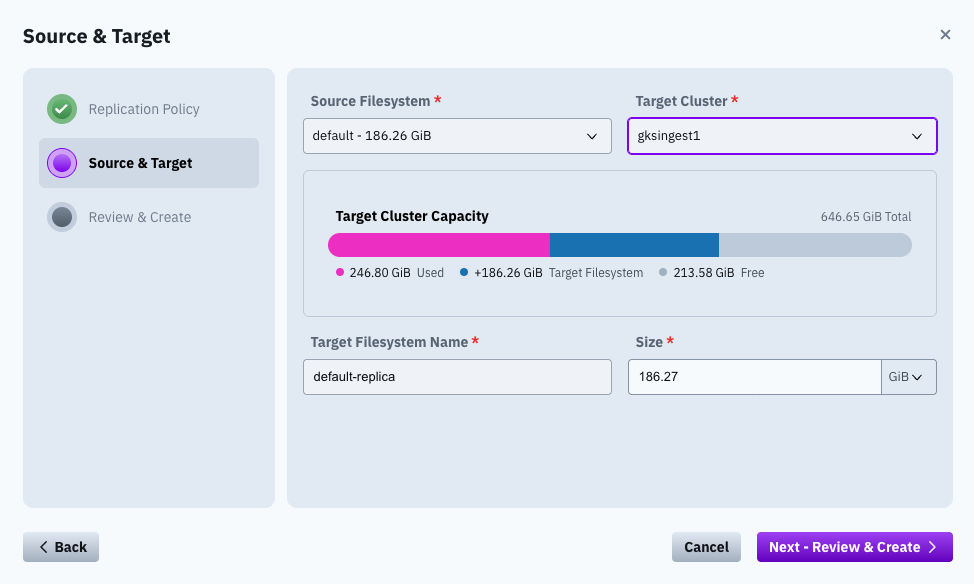 Source & Target
Replication Policy
Source & Target
Review & Create
Source Filesystem *
Target Cluster *
default - 186.26 GiB
gksingest1
Target Cluster Capacity
646.65 GiB Total
246.80 GiB Used
+186.26 GiB Target Filesystem
213.58 GiB Free
Target Filesystem Name *
Size *
default-replica
186.27
GiB
Back
Cancel
Next - Review & Create